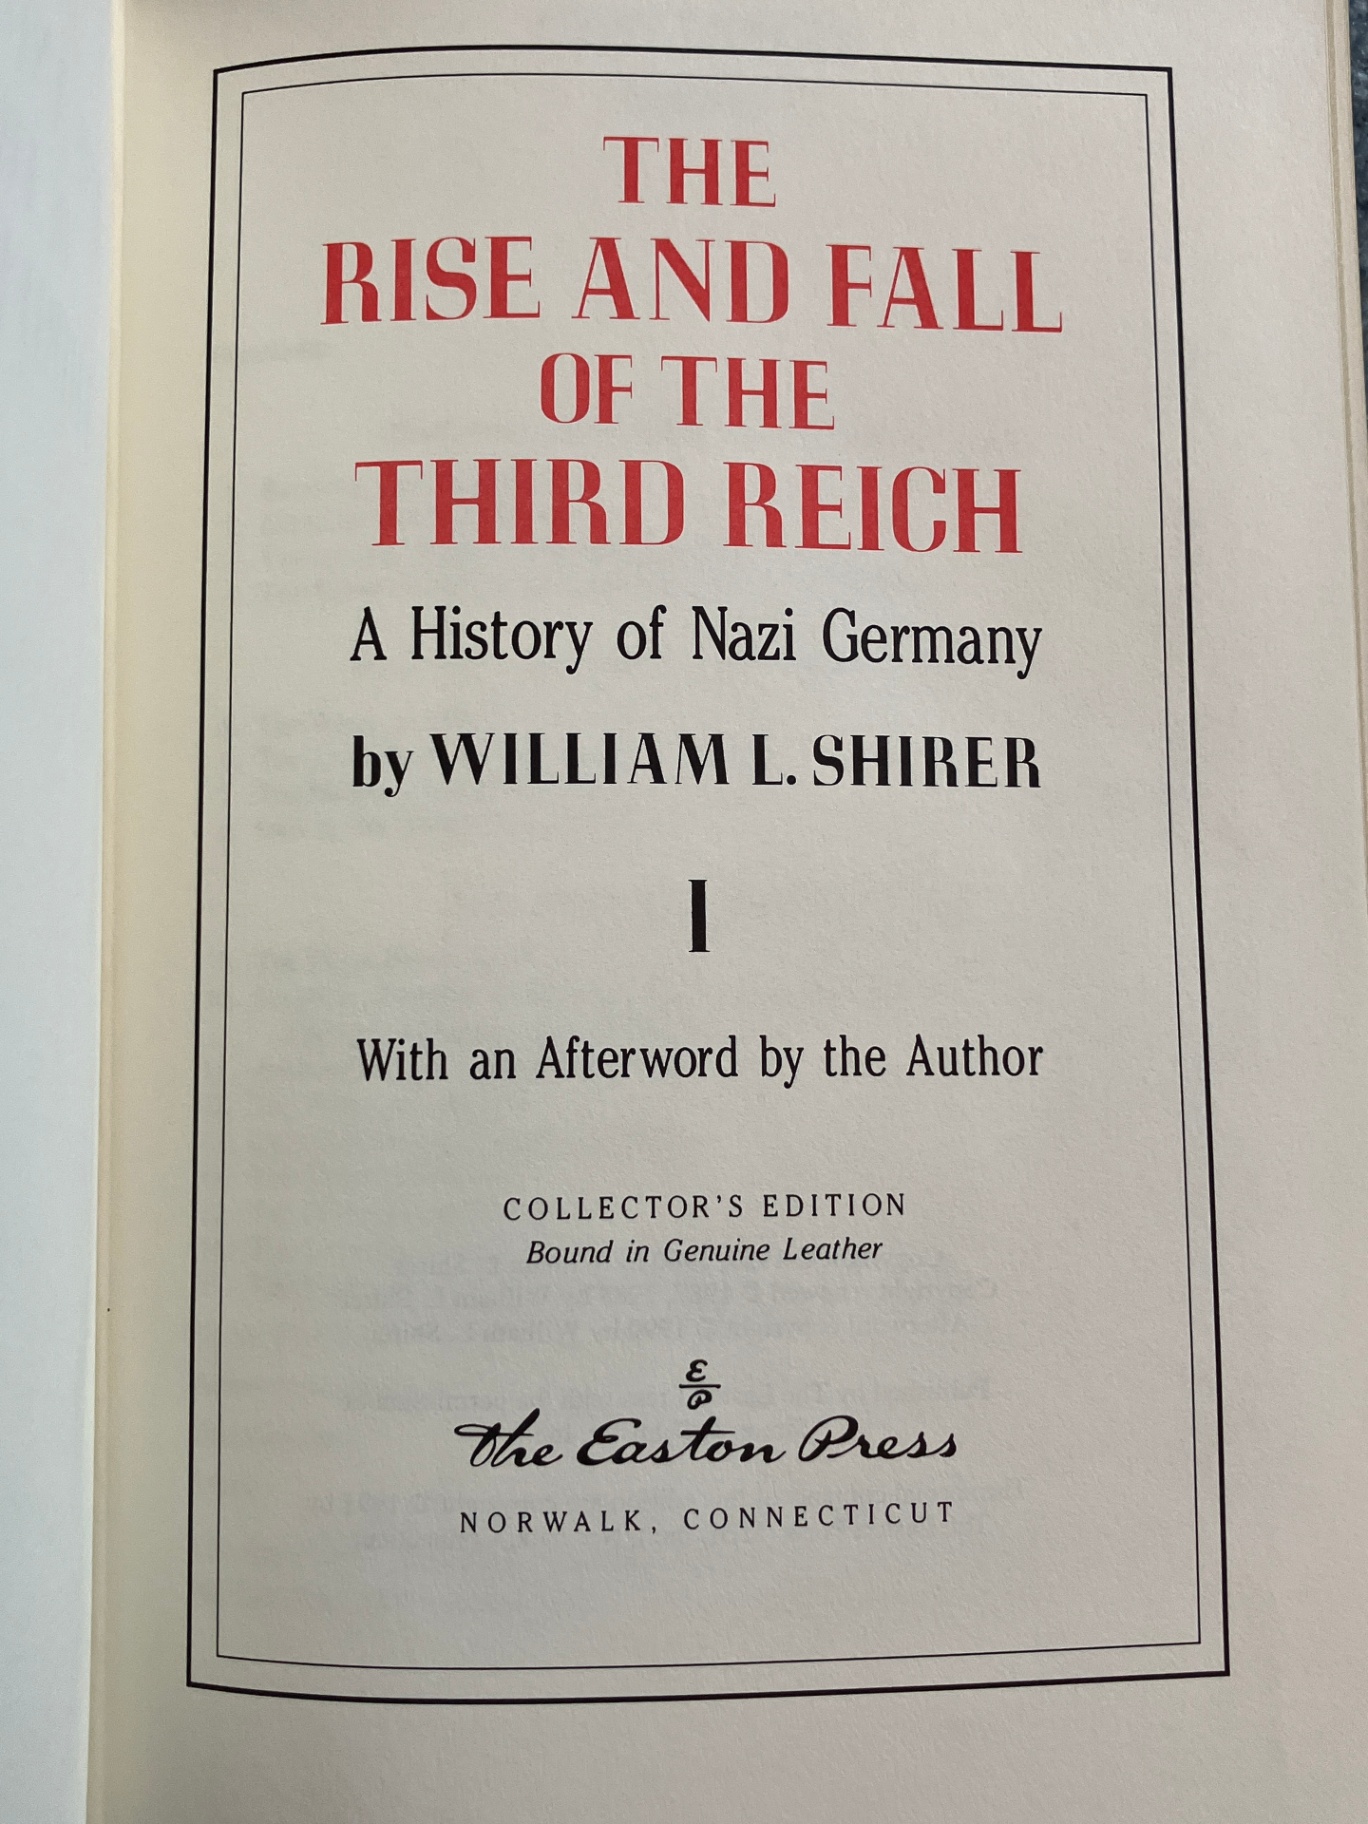 THE
RISE AND FALL
OF THE
THIRD REICH
A History of Nazi Germany
by WILLIAM L. SHIRER
I
With an Afterword by the Author
COLLECTOR'S EDITION
Bound in Genuine Leather
E
P
The Easton Press
NORWALK, CONNECTICUT